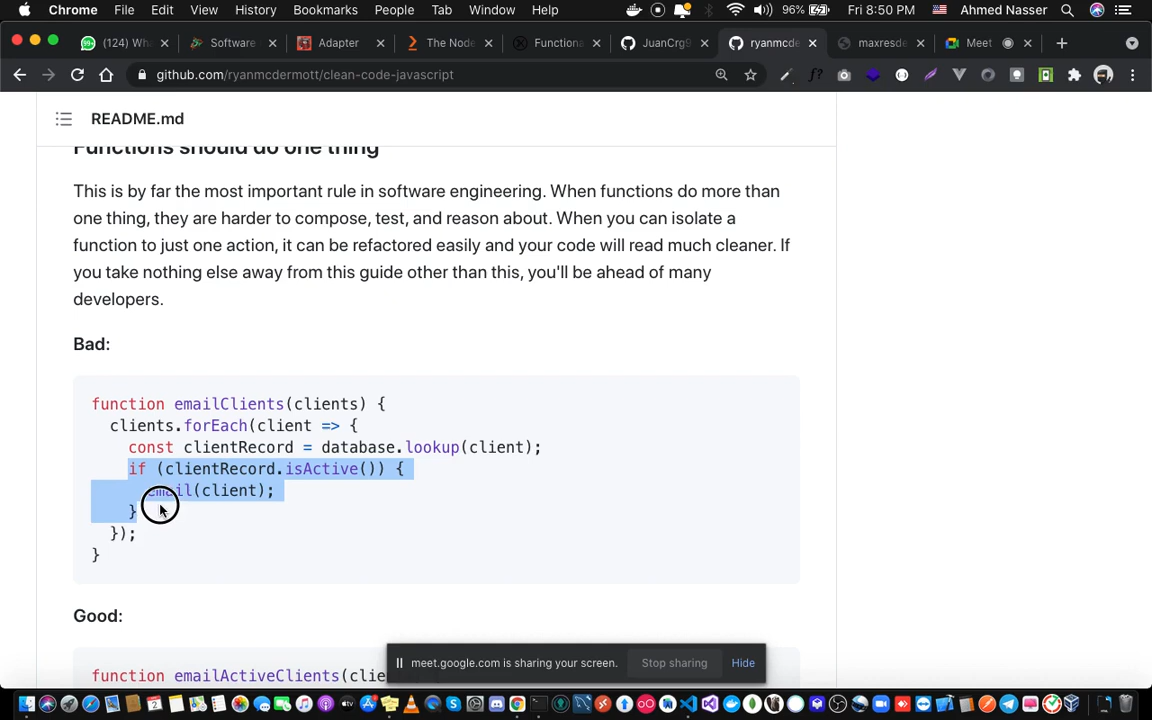 Chrome File Edit View History Bookmarks People Tab Window Help 96% Fri 8:50 PM Ahmed Nasser
(124) Wha Software Adapter The Node Functiona JuanCrg9 ryanmcde maxresde Meet
github.com/ryanmcdermott/clean-code-javascript
README.md
Functions should do one thing
This is by far the most important rule in software engineering. When functions do more than
one thing, they are harder to compose, test, and reason about. When you can isolate a
function to just one action, it can be refactored easily and your code will read much cleaner. If
you take nothing else away from this guide other than this, you'll be ahead of many
developers.
Bad:
function emailClients(clients) {
clients.forEach(client => {
const clientRecord = database.lookup(client);
if (clientRecord.isActive()) {
email(client);
}
});
}
Good:
meet.google.com is sharing your screen. Stop sharing Hide
function emailActiveClients(clie